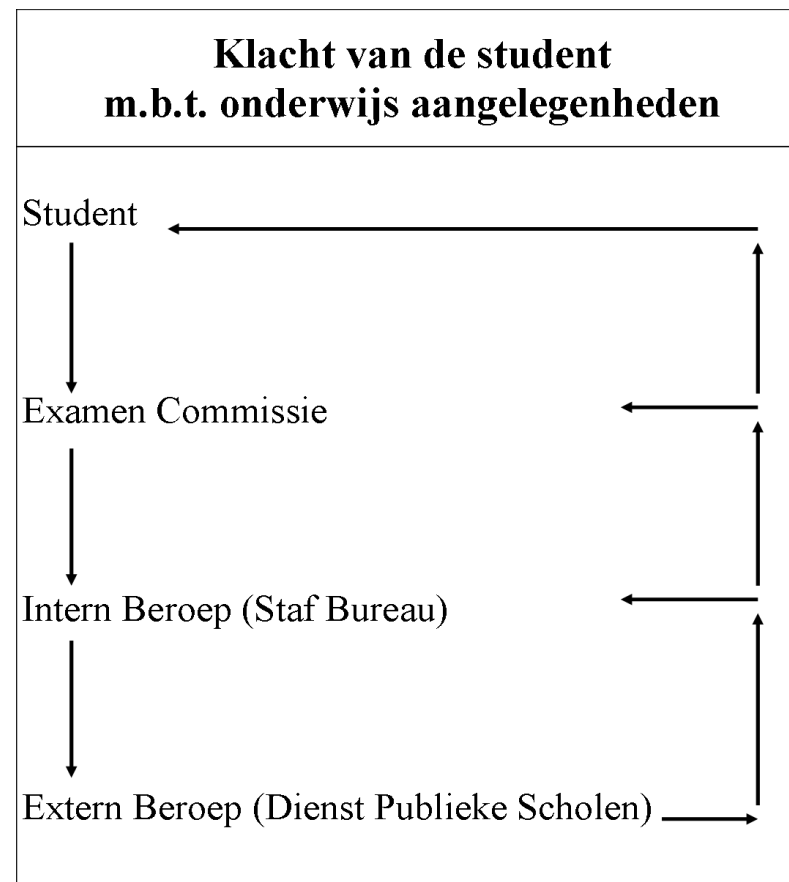 Klacht van de student
m.b.t. onderwijs aangelegenheden
Student
Examen Commissie
Intern Beroep (Staf Bureau)
Extern Beroep (Dienst Publieke Scholen)